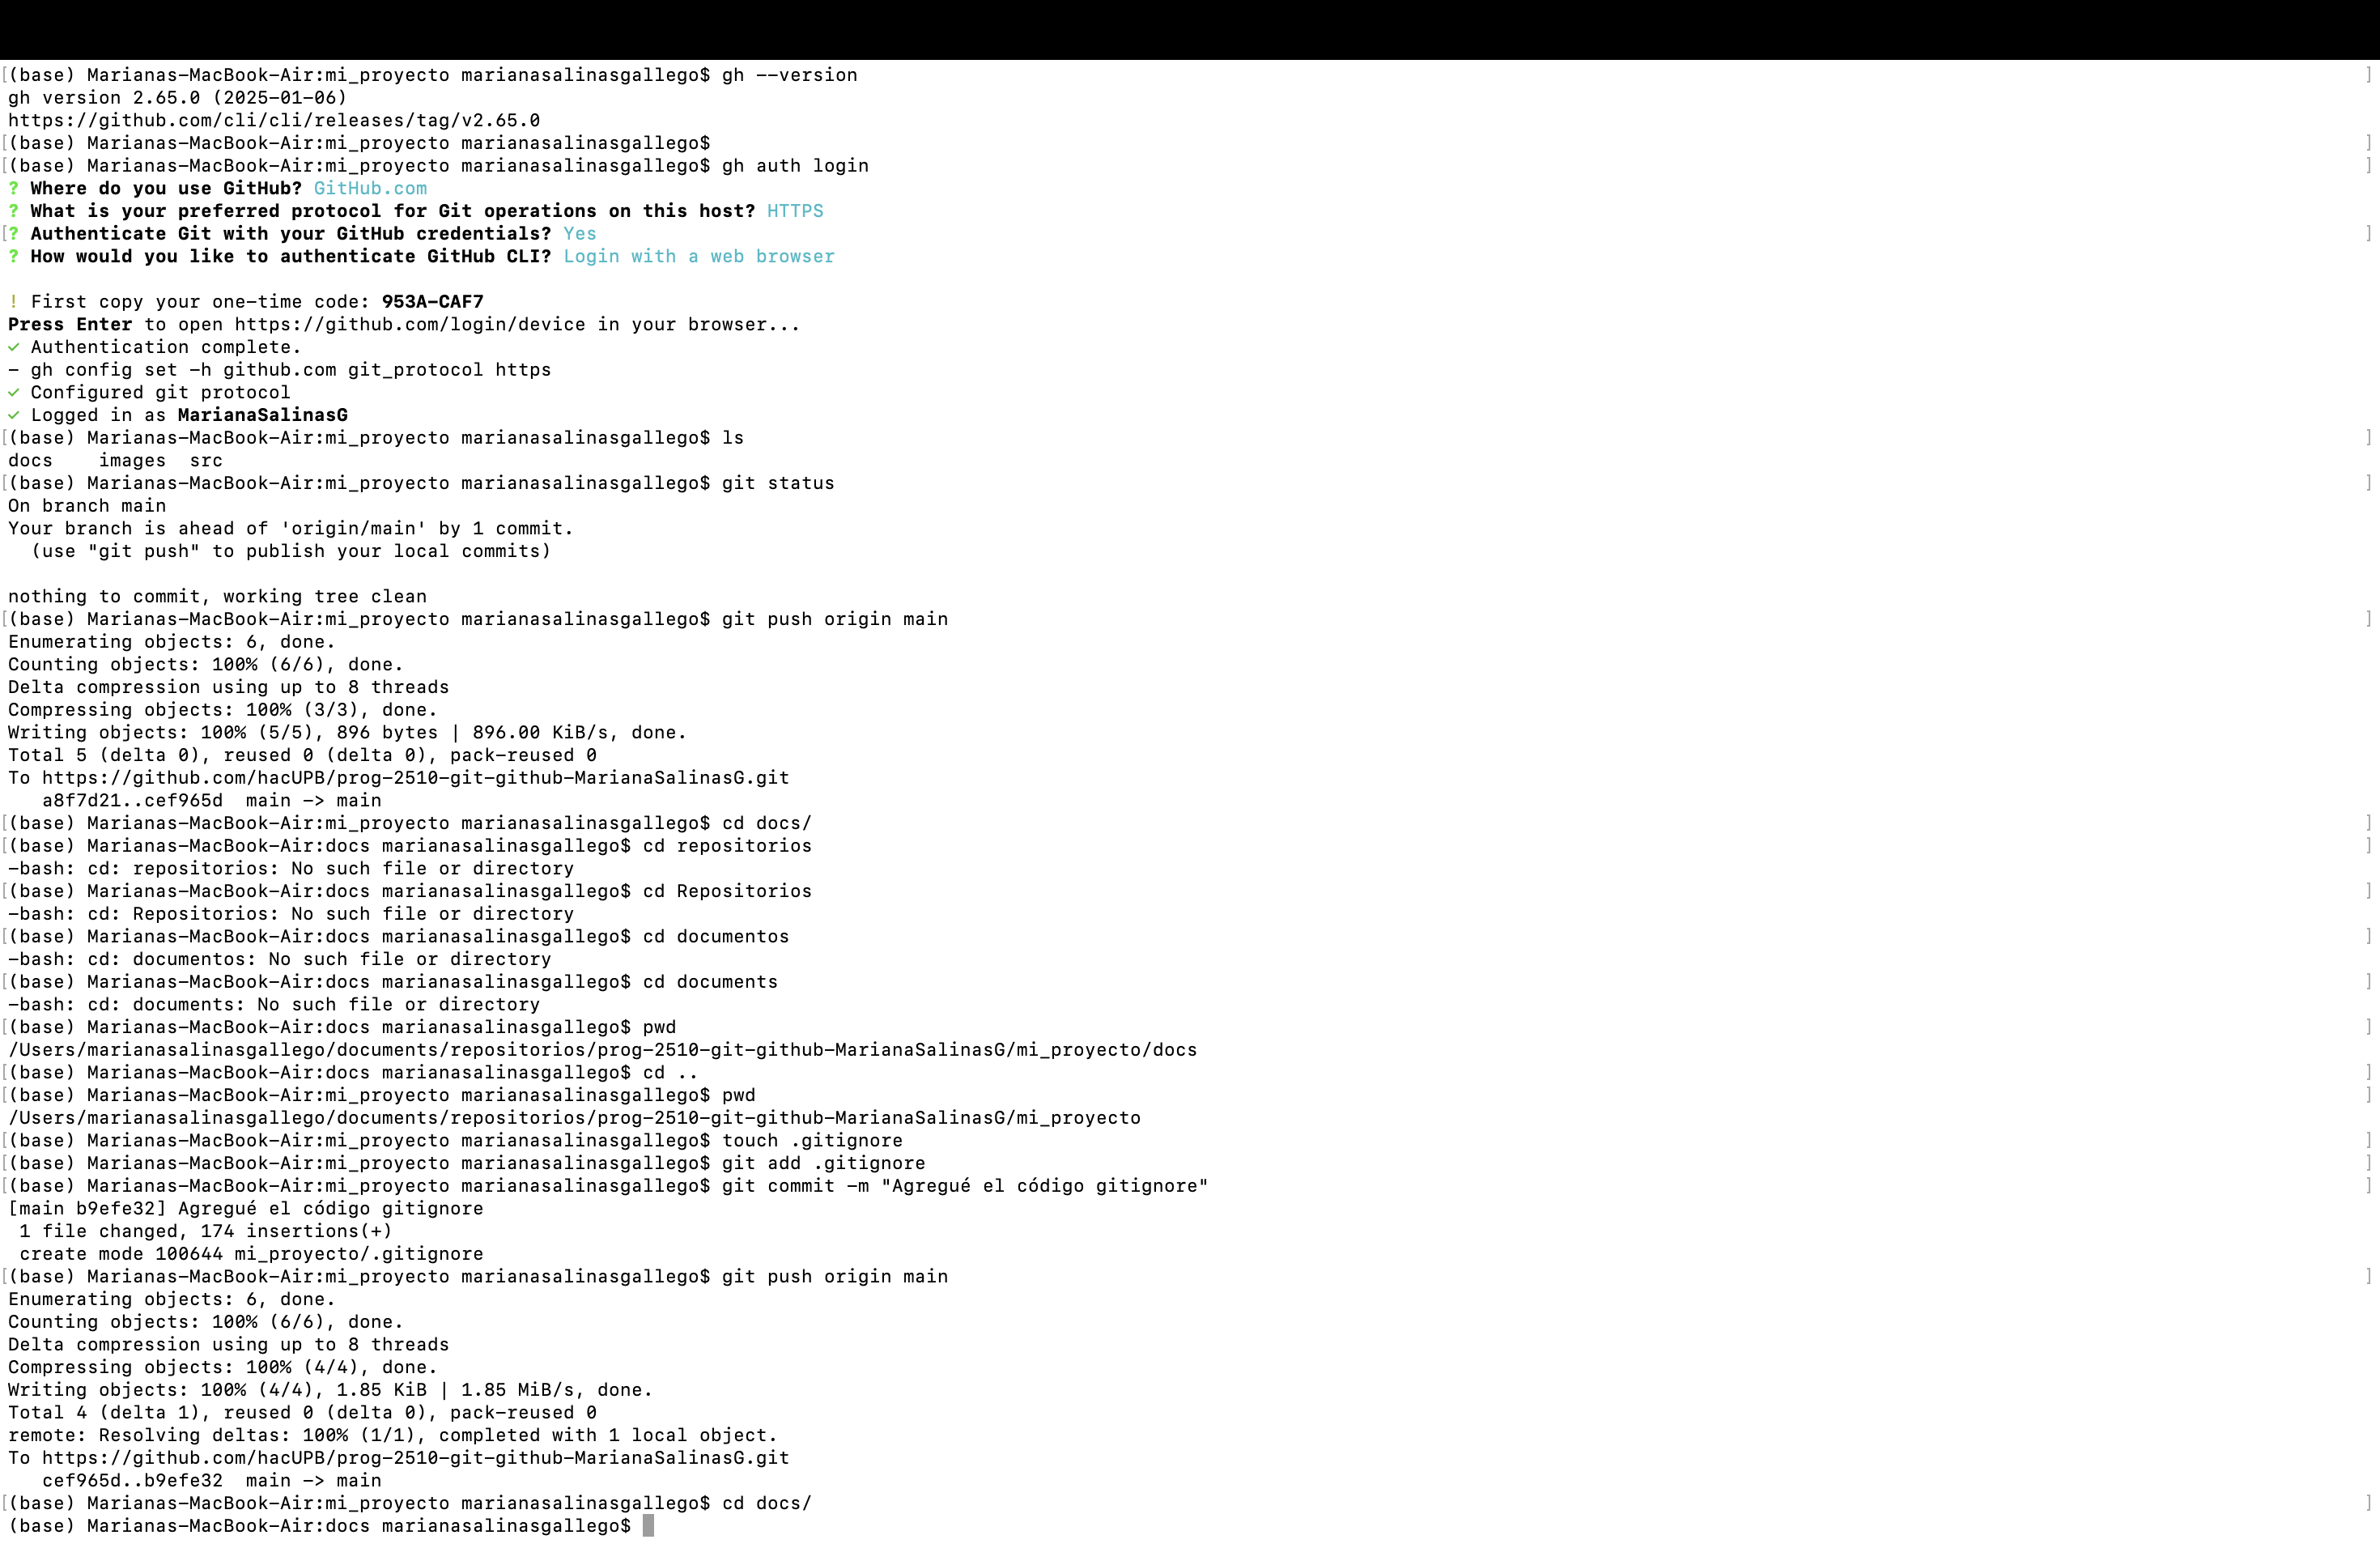 [(base) Marianas-MacBook-Air:mi_proyecto marianasalinasgallego$ gh --version ]
gh version 2.65.0 (2025-01-06)
https://github.com/cli/cli/releases/tag/v2.65.0
[(base) Marianas-MacBook-Air:mi_proyecto marianasalinasgallego$ ]
[(base) Marianas-MacBook-Air:mi_proyecto marianasalinasgallego$ gh auth login ]
? Where do you use GitHub? GitHub.com
? What is your preferred protocol for Git operations on this host? HTTPS
[? Authenticate Git with your GitHub credentials? Yes ]
? How would you like to authenticate GitHub CLI? Login with a web browser
! First copy your one-time code: 953A-CAF7
Press Enter to open https://github.com/login/device in your browser...
✓ Authentication complete.
- gh config set -h github.com git_protocol https
✓ Configured git protocol
✓ Logged in as MarianaSalinasG
[(base) Marianas-MacBook-Air:mi_proyecto marianasalinasgallego$ ls ]
docs    images  src
[(base) Marianas-MacBook-Air:mi_proyecto marianasalinasgallego$ git status ]
On branch main
Your branch is ahead of 'origin/main' by 1 commit.
  (use "git push" to publish your local commits)
nothing to commit, working tree clean
[(base) Marianas-MacBook-Air:mi_proyecto marianasalinasgallego$ git push origin main ]
Enumerating objects: 6, done.
Counting objects: 100% (6/6), done.
Delta compression using up to 8 threads
Compressing objects: 100% (3/3), done.
Writing objects: 100% (5/5), 896 bytes | 896.00 KiB/s, done.
Total 5 (delta 0), reused 0 (delta 0), pack-reused 0
To https://github.com/hacUPB/prog-2510-git-github-MarianaSalinasG.git
   a8f7d21..cef965d  main -> main
[(base) Marianas-MacBook-Air:mi_proyecto marianasalinasgallego$ cd docs/ ]
[(base) Marianas-MacBook-Air:docs marianasalinasgallego$ cd repositorios ]
-bash: cd: repositorios: No such file or directory
[(base) Marianas-MacBook-Air:docs marianasalinasgallego$ cd Repositorios ]
-bash: cd: Repositorios: No such file or directory
[(base) Marianas-MacBook-Air:docs marianasalinasgallego$ cd documentos ]
-bash: cd: documentos: No such file or directory
[(base) Marianas-MacBook-Air:docs marianasalinasgallego$ cd documents ]
-bash: cd: documents: No such file or directory
[(base) Marianas-MacBook-Air:docs marianasalinasgallego$ pwd ]
/Users/marianasalinasgallego/documents/repositorios/prog-2510-git-github-MarianaSalinasG/mi_proyecto/docs
[(base) Marianas-MacBook-Air:docs marianasalinasgallego$ cd .. ]
[(base) Marianas-MacBook-Air:mi_proyecto marianasalinasgallego$ pwd ]
/Users/marianasalinasgallego/documents/repositorios/prog-2510-git-github-MarianaSalinasG/mi_proyecto
[(base) Marianas-MacBook-Air:mi_proyecto marianasalinasgallego$ touch .gitignore ]
[(base) Marianas-MacBook-Air:mi_proyecto marianasalinasgallego$ git add .gitignore ]
[(base) Marianas-MacBook-Air:mi_proyecto marianasalinasgallego$ git commit -m "Agregué el código gitignore" ]
[main b9efe32] Agregué el código gitignore
 1 file changed, 174 insertions(+)
 create mode 100644 mi_proyecto/.gitignore
[(base) Marianas-MacBook-Air:mi_proyecto marianasalinasgallego$ git push origin main ]
Enumerating objects: 6, done.
Counting objects: 100% (6/6), done.
Delta compression using up to 8 threads
Compressing objects: 100% (4/4), done.
Writing objects: 100% (4/4), 1.85 KiB | 1.85 MiB/s, done.
Total 4 (delta 1), reused 0 (delta 0), pack-reused 0
remote: Resolving deltas: 100% (1/1), completed with 1 local object.
To https://github.com/hacUPB/prog-2510-git-github-MarianaSalinasG.git
   cef965d..b9efe32  main -> main
[(base) Marianas-MacBook-Air:mi_proyecto marianasalinasgallego$ cd docs/ ]
(base) Marianas-MacBook-Air:docs marianasalinasgallego$